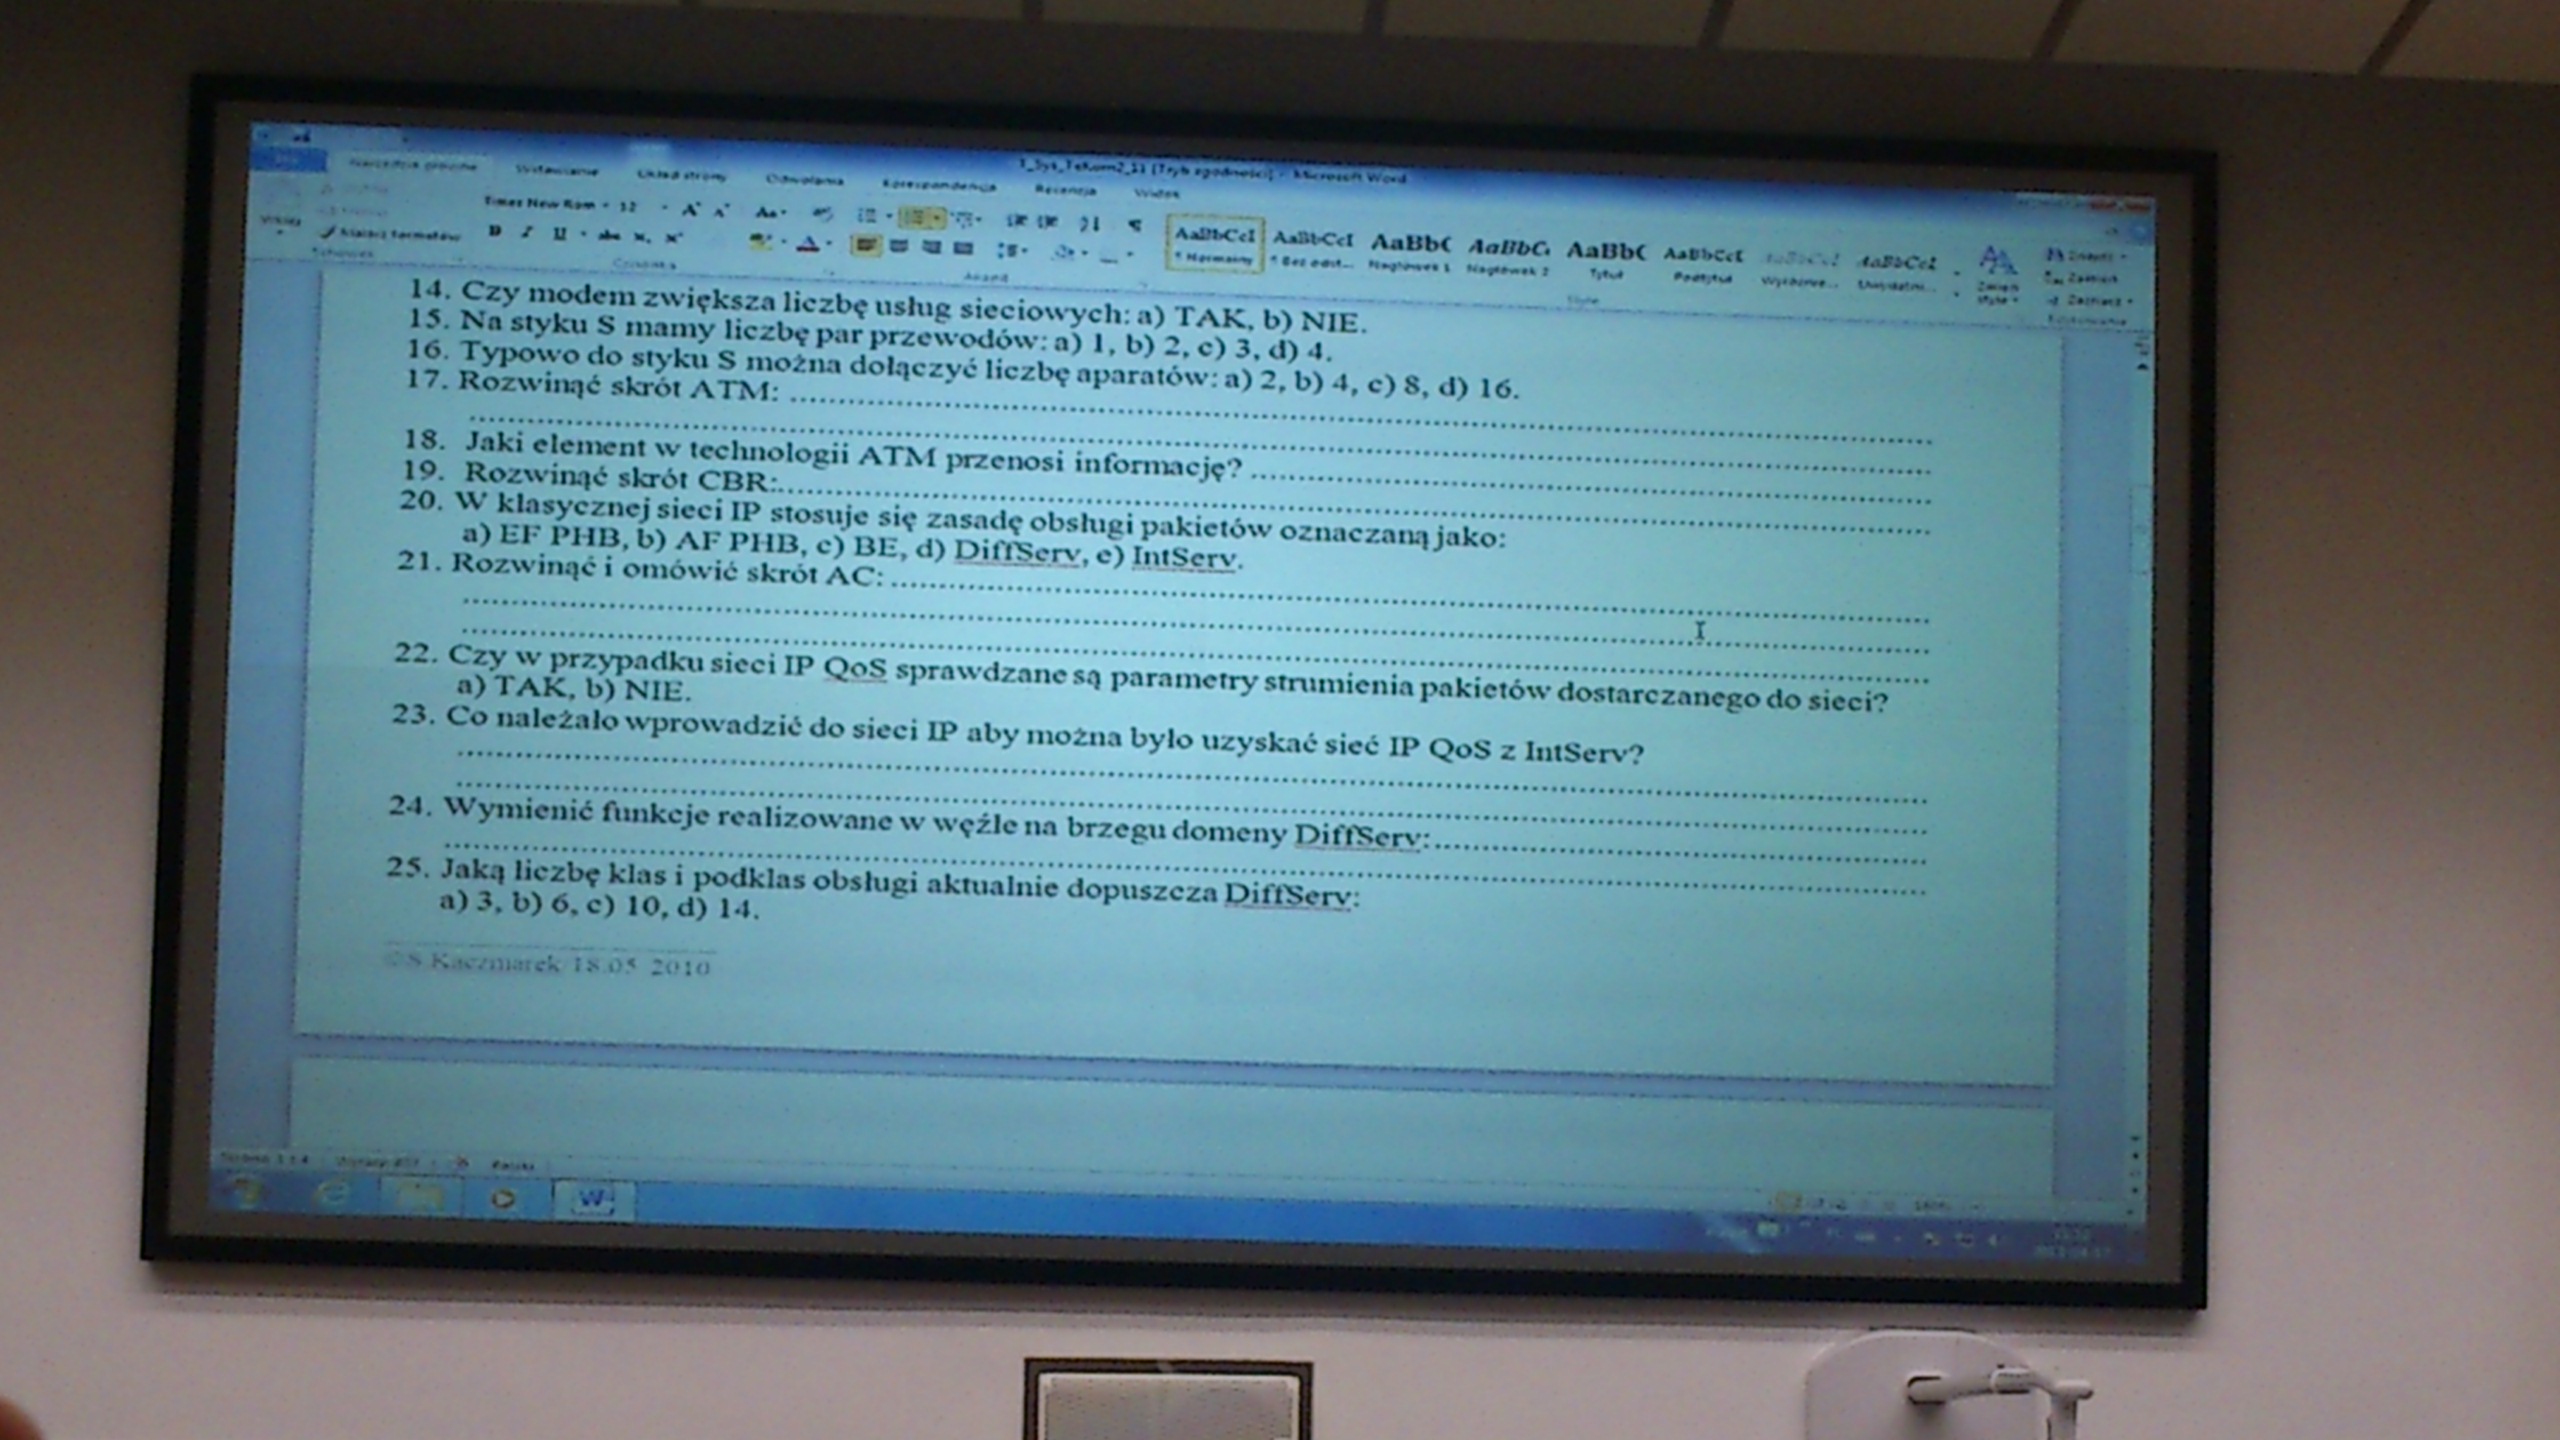 1_Sys_Telkom2_11 [Tryb zgodności] - Microsoft Word
Narzędzia główne Wstawianie Układ strony Odwołania Korespondencja Recenzja Widok
Times New Rom 12
Malarz formatów
AaBbCcI AaBbCcI AaBbC AaBbC AaBbC AaBbCcI AaBbCcI AaBbCcI
Normalny Bez odst... Nagłówek 1 Nagłówek 2 Tytuł Podtytuł Wyróżnie... Uwydatni...
14. Czy modem zwiększa liczbę usług sieciowych: a) TAK, b) NIE.
15. Na styku S mamy liczbę par przewodów: a) 1, b) 2, c) 3, d) 4.
16. Typowo do styku S można dołączyć liczbę aparatów: a) 2, b) 4, c) 8, d) 16.
17. Rozwinąć skrót ATM: ......................................................
......................................................
18. Jaki element w technologii ATM przenosi informację? ......................................................
19. Rozwinąć skrót CBR:......................................................
20. W klasycznej sieci IP stosuje się zasadę obsługi pakietów oznaczaną jako:
a) EF PHB, b) AF PHB, c) BE, d) DiffServ, e) IntServ.
21. Rozwinąć i omówić skrót AC: ......................................................
......................................................
......................................................
22. Czy w przypadku sieci IP QoS sprawdzane są parametry strumienia pakietów dostarczanego do sieci?
a) TAK, b) NIE.
23. Co należało wprowadzić do sieci IP aby można było uzyskać sieć IP QoS z IntServ?
......................................................
......................................................
24. Wymienić funkcje realizowane w węźle na brzegu domeny DiffServ:......................................................
......................................................
25. Jaką liczbę klas i podklas obsługi aktualnie dopuszcza DiffServ:
a) 3, b) 6, c) 10, d) 14.
© S.Kaczmarek/18.05.2010